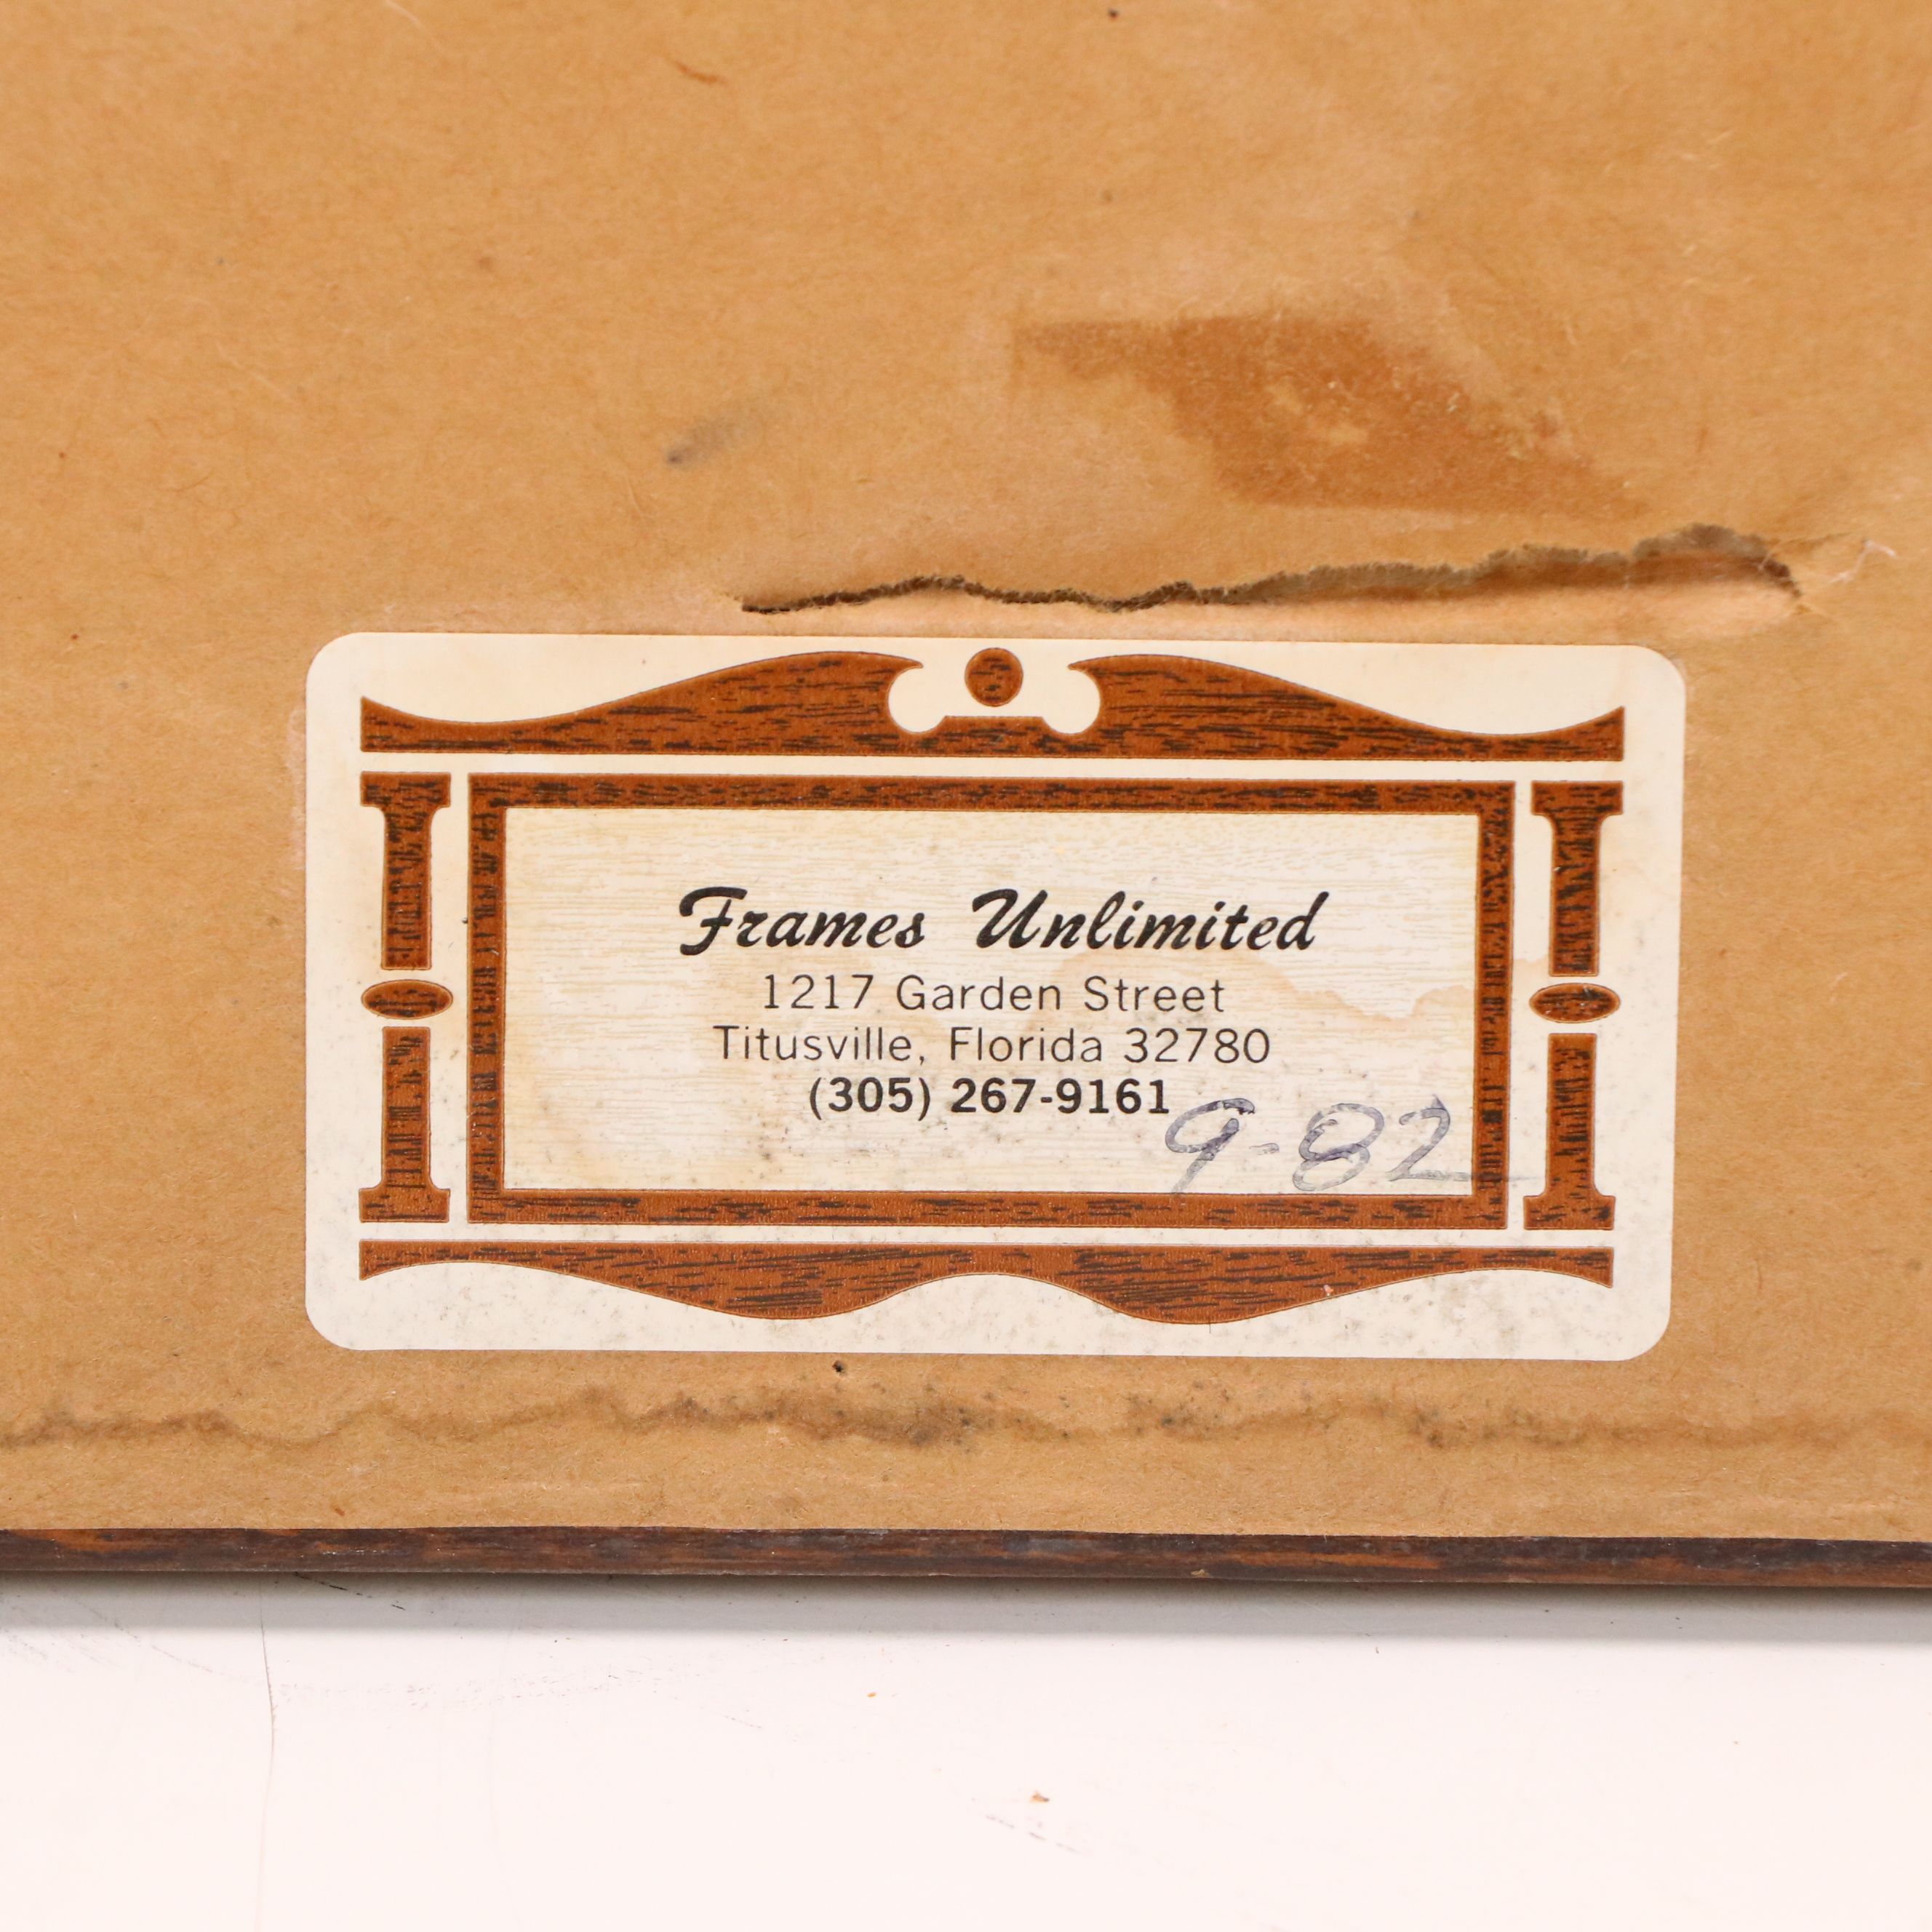 Frames Unlimited
1217 Garden Street
Titusville, Florida 32780
(305) 267-9161
9-82